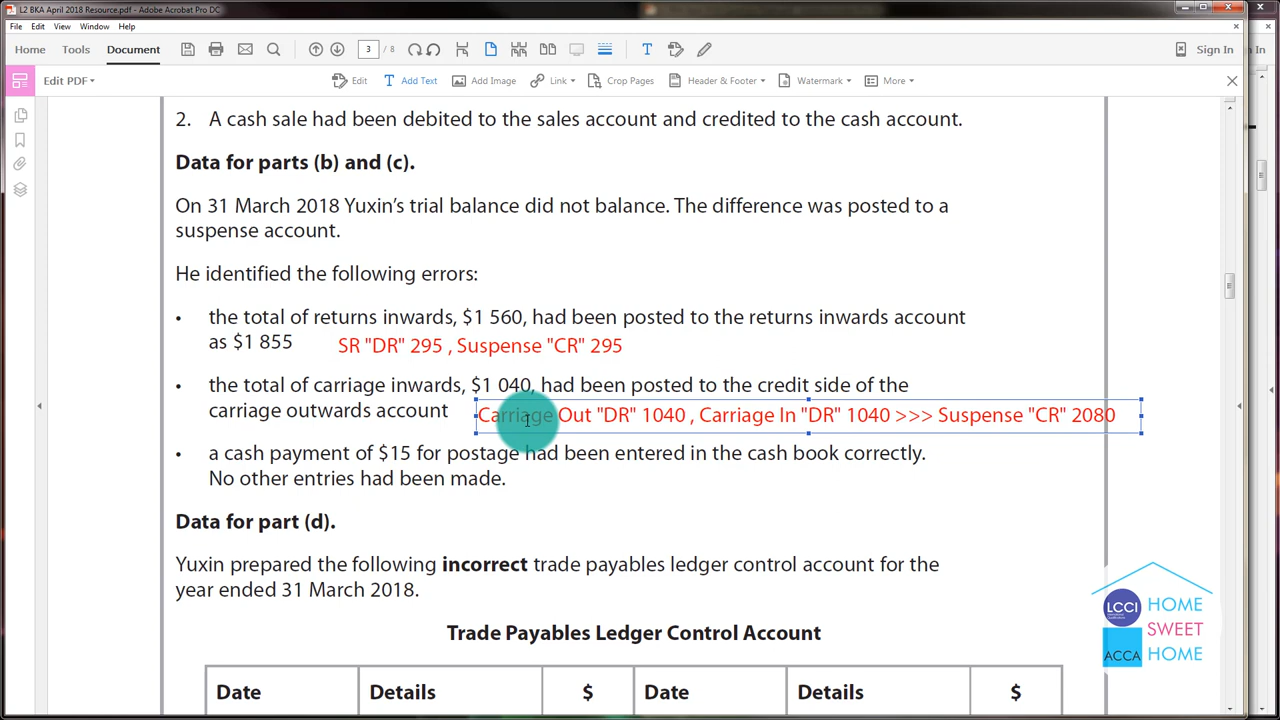 L2 BKA April 2018 Resource.pdf - Adobe Acrobat Pro DC
File Edit View Window Help
Home Tools Document 3 / 8 Sign In In
Edit PDF Edit Add Text Add Image Link Crop Pages Header & Footer Watermark More
2. A cash sale had been debited to the sales account and credited to the cash account.
Data for parts (b) and (c).
On 31 March 2018 Yuxin's trial balance did not balance. The difference was posted to a
suspense account.
He identified the following errors:
• the total of returns inwards, $1 560, had been posted to the returns inwards account
as $1 855 SR "DR" 295 , Suspense "CR" 295
• the total of carriage inwards, $1 040, had been posted to the credit side of the
carriage outwards account Carriage Out "DR" 1040 , Carriage In "DR" 1040 >>> Suspense "CR" 2080
• a cash payment of $15 for postage had been entered in the cash book correctly.
No other entries had been made.
Data for part (d).
Yuxin prepared the following incorrect trade payables ledger control account for the
year ended 31 March 2018.
Trade Payables Ledger Control Account
Date Details $ Date Details $
LCCI HOME
SWEET
ACCA HOME